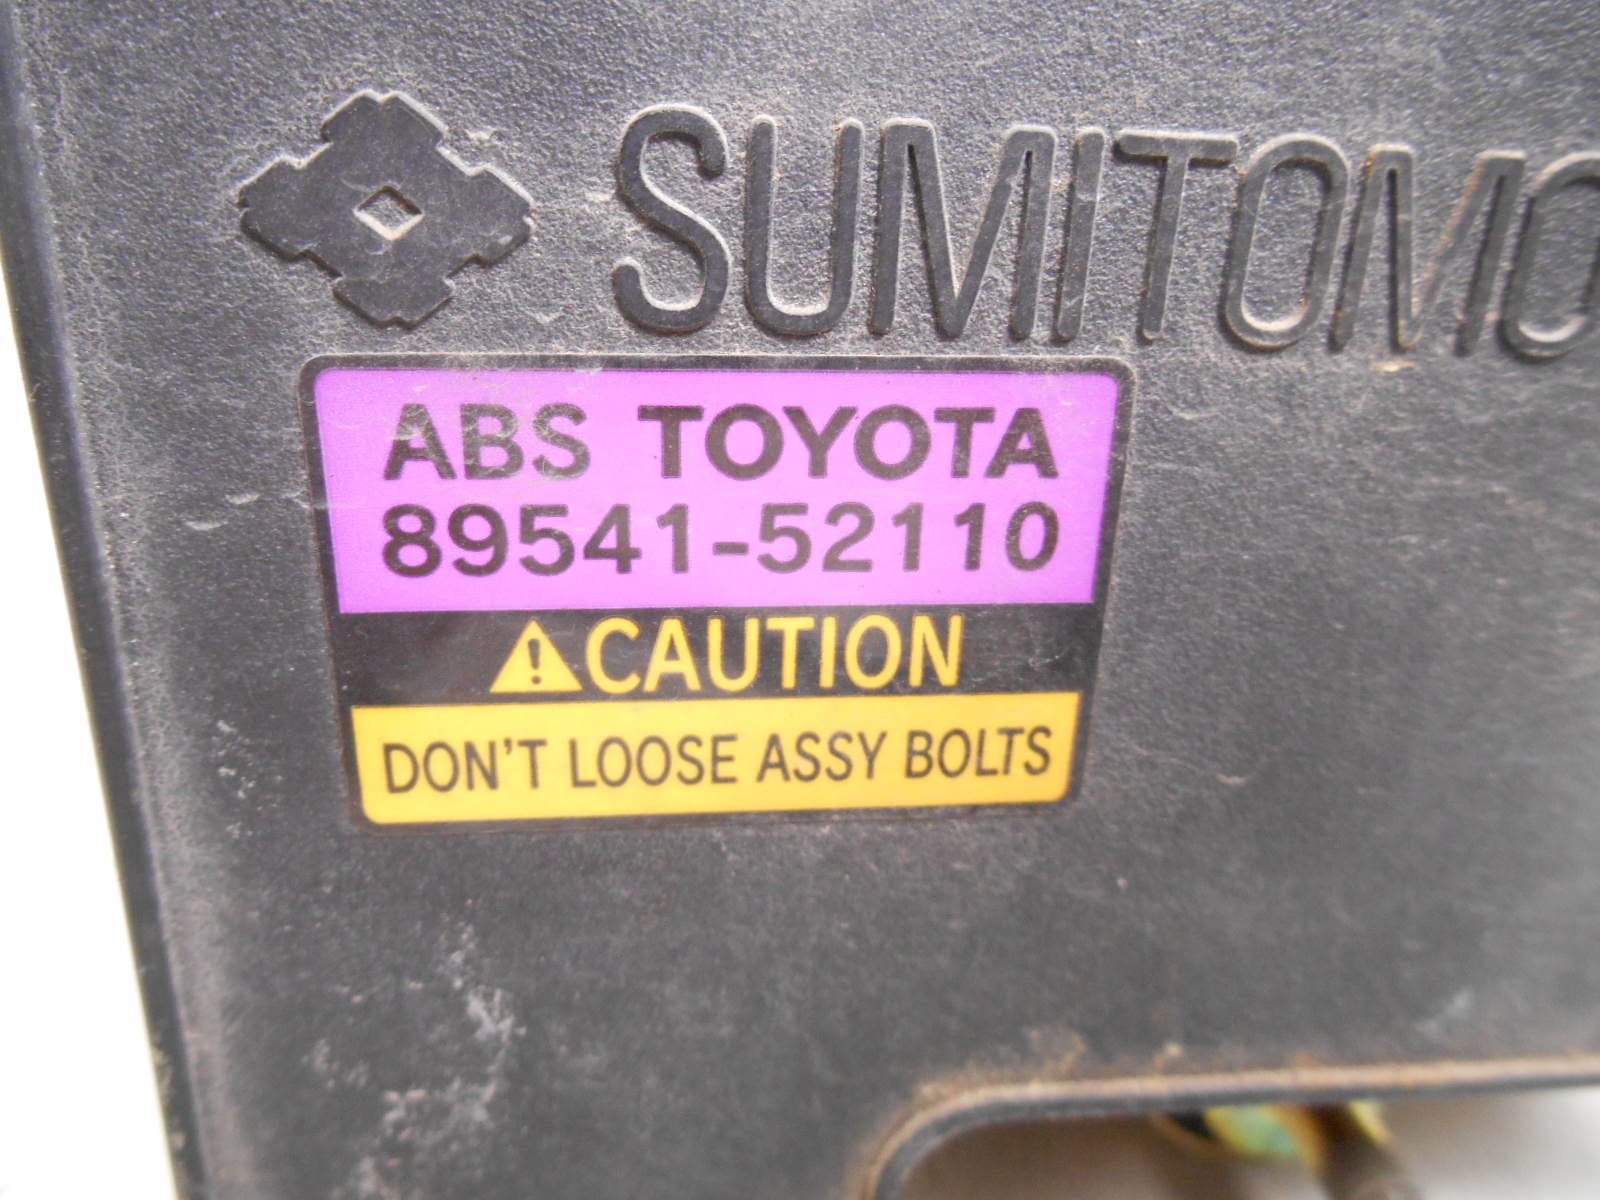 SUMITOMO
ABS TOYOTA
89541-52110
CAUTION
DON'T LOOSE ASSY BOLTS